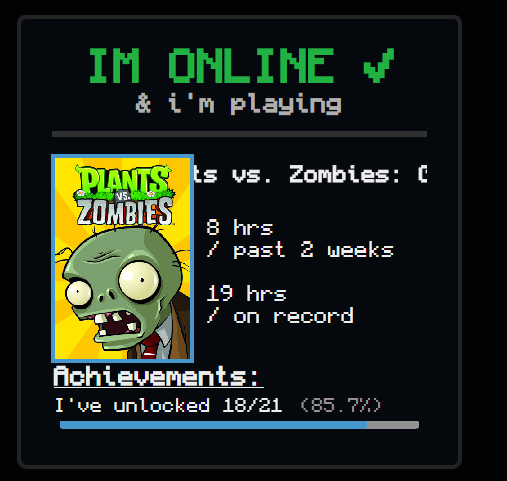 IM ONLINE ✓
& i'm playing
ts vs. Zombies: G
PLANTS
VS.
ZOMBIES
8 hrs
/ past 2 weeks
19 hrs
/ on record
Achievements:
I've unlocked 18/21 (85.7%)